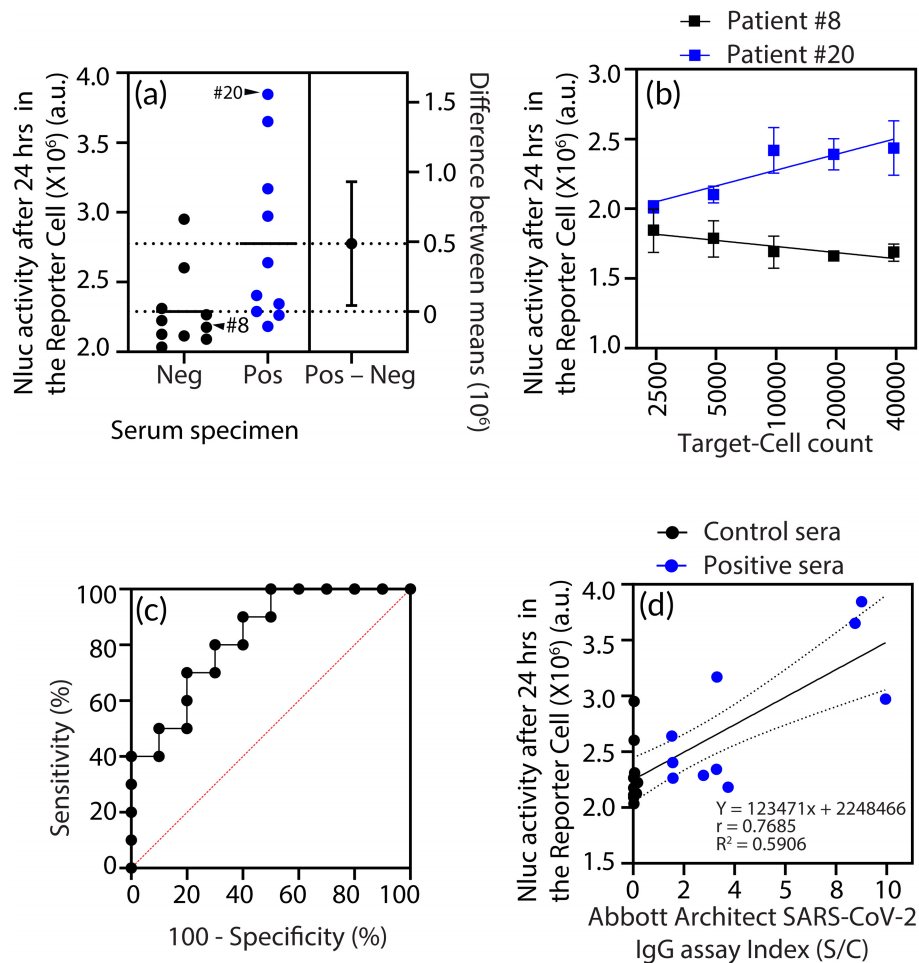 (a)
Nluc activity after 24 hrs in
the Reporter Cell (X10⁶) (a.u.)
4.0
3.5
3.0
2.5
2.0
#20
#8
1.5
1.0
0.5
0
Difference between means (10⁶)
Neg Pos Pos – Neg
Serum specimen
Patient #8
Patient #20
(b)
Nluc activity after 24 hrs in
the Reporter Cell (X10⁶) (a.u.)
3.0
2.5
2.0
1.5
1.0
2500 5000 10000 20000 40000
Target-Cell count
(c)
Sensitivity (%)
100
80
60
40
20
0
0 20 40 60 80 100
100 - Specificity (%)
Control sera
Positive sera
(d)
Nluc activity after 24 hrs in
the Reporter Cell (X10⁶) (a.u.)
4.0
3.5
3.0
2.5
2.0
1.5
Y = 123471x + 2248466
r = 0.7685
R² = 0.5906
0 2 4 5 8 10
Abbott Architect SARS-CoV-2
IgG assay Index (S/C)